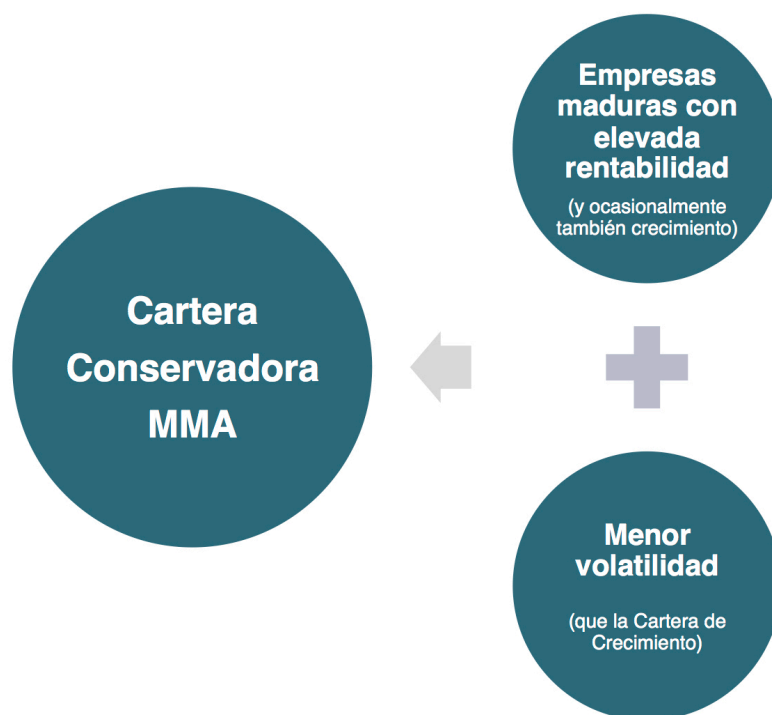 Empresas
maduras con
elevada
rentabilidad
(y ocasionalmente
también crecimiento)
Cartera
Conservadora
MMA
Menor
volatilidad
(que la Cartera de
Crecimiento)